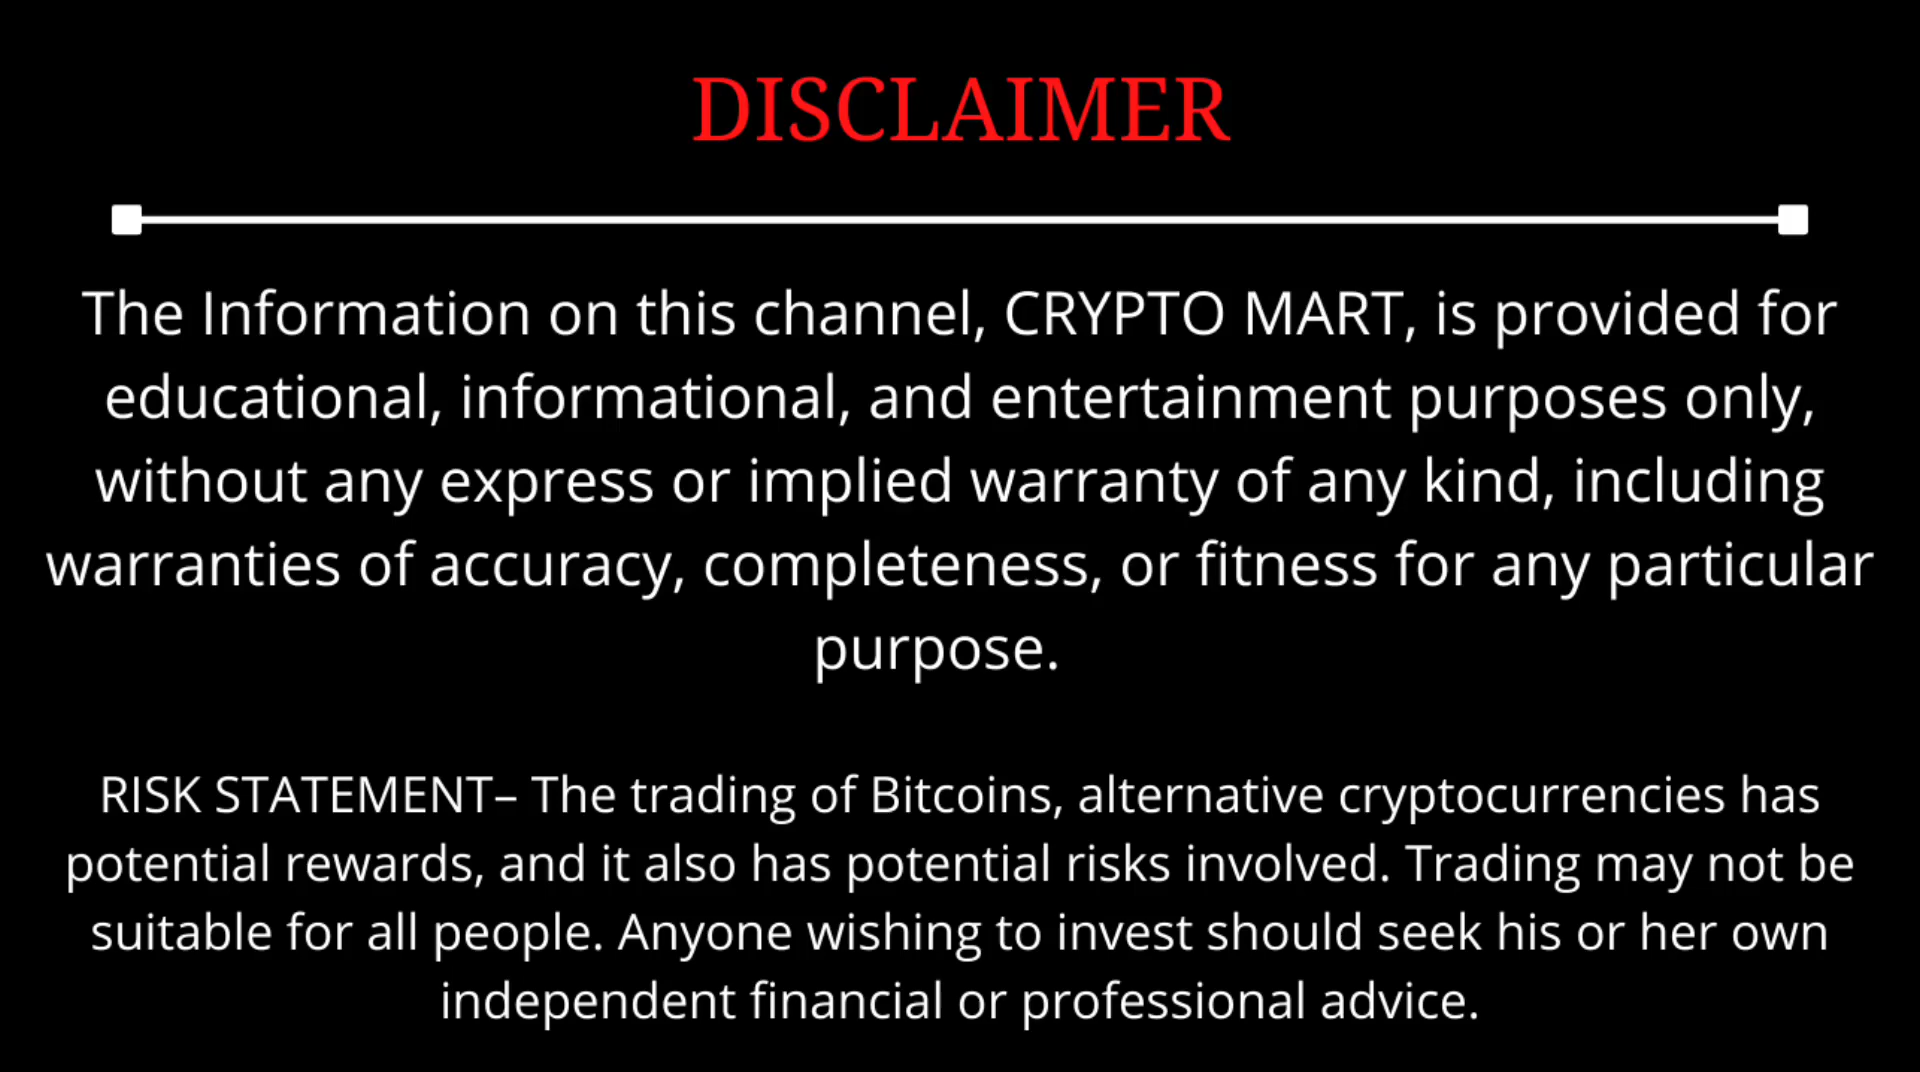 DISCLAIMER
The Information on this channel, CRYPTO MART, is provided for
educational, informational, and entertainment purposes only,
without any express or implied warranty of any kind, including
warranties of accuracy, completeness, or fitness for any particular
purpose.
RISK STATEMENT– The trading of Bitcoins, alternative cryptocurrencies has
potential rewards, and it also has potential risks involved. Trading may not be
suitable for all people. Anyone wishing to invest should seek his or her own
independent financial or professional advice.